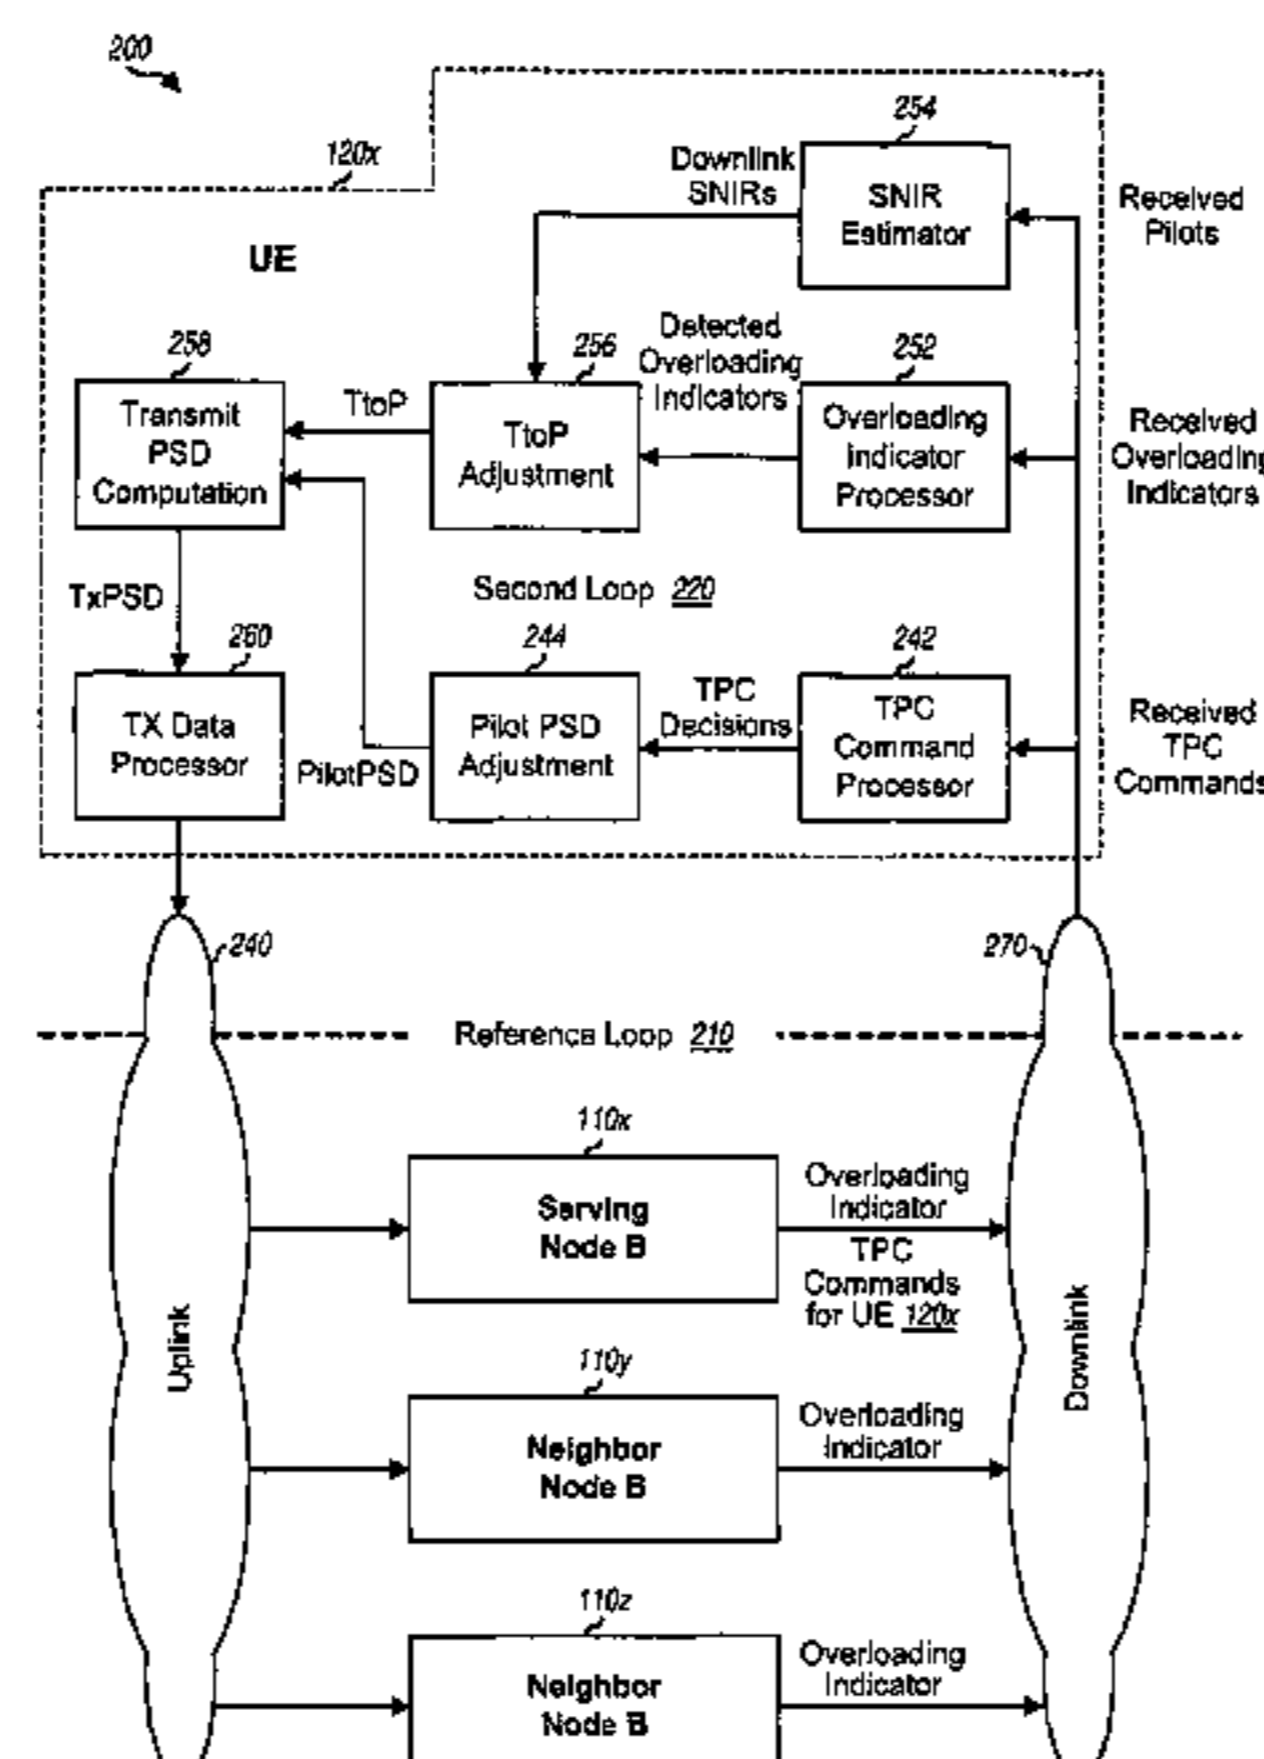 200
254
120x
Downlink
SNIRs
SNIR
Estimator
Received
Pilots
UE
258
256
Detected
Overloading
Indicators
252
Transmit
PSD
Computation
TtoP
TtoP
Adjustment
Overloading
Indicator
Processor
Received
Overloading
Indicators
TxPSD
Second Loop 220
260
244
242
TX Data
Processor
PilotPSD
Pilot PSD
Adjustment
TPC
Decisions
TPC
Command
Processor
Received
TPC
Commands
240
270
Reference Loop 210
110x
Serving
Node B
Overloading
Indicator
TPC
Commands
for UE 120x
Uplink
Downlink
110y
Neighbor
Node B
Overloading
Indicator
110z
Neighbor
Node B
Overloading
Indicator